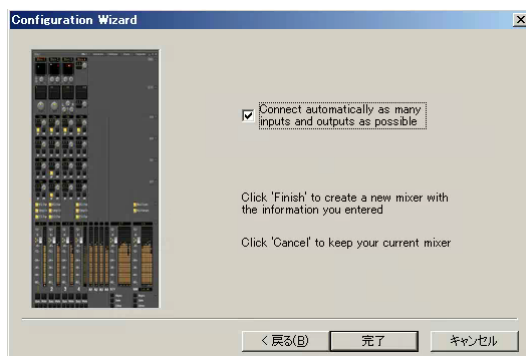 Configuration Wizard
Connect automatically as many
inputs and outputs as possible
Click 'Finish' to create a new mixer with
the information you entered
Click 'Cancel' to keep your current mixer
< 戻る(B)
完了
キャンセル